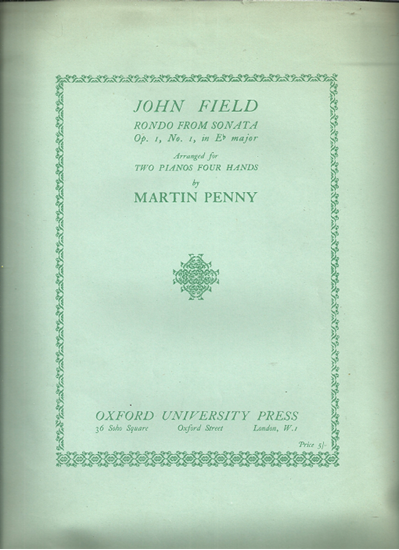 JOHN FIELD
RONDO FROM SONATA
Op. 1, No. 1, in E♭ major
Arranged for
TWO PIANOS FOUR HANDS
by
MARTIN PENNY
OXFORD UNIVERSITY PRESS
36 Soho Square Oxford Street London, W.1
Price 3/-